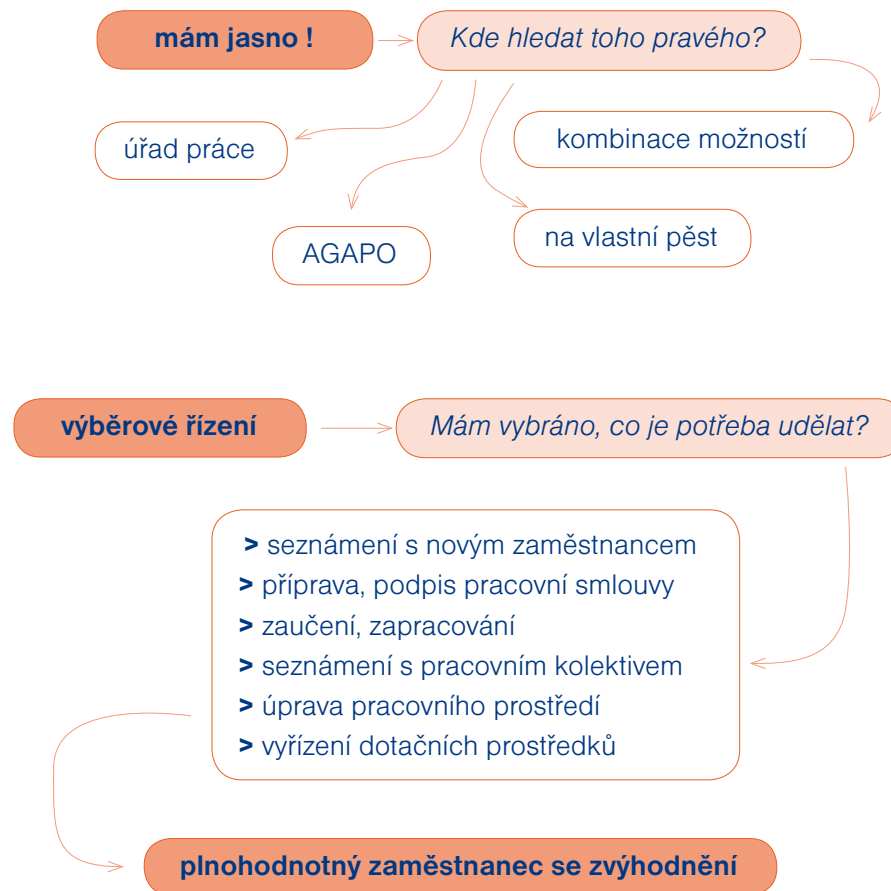 mám jasno !
Kde hledat toho pravého?
úřad práce
kombinace možností
AGAPO
na vlastní pěst
výběrové řízení
Mám vybráno, co je potřeba udělat?
> seznámení s novým zaměstnancem
> příprava, podpis pracovní smlouvy
> zaučení, zapracování
> seznámení s pracovním kolektivem
> úprava pracovního prostředí
> vyřízení dotačních prostředků
plnohodnotný zaměstnanec se zvýhodnění